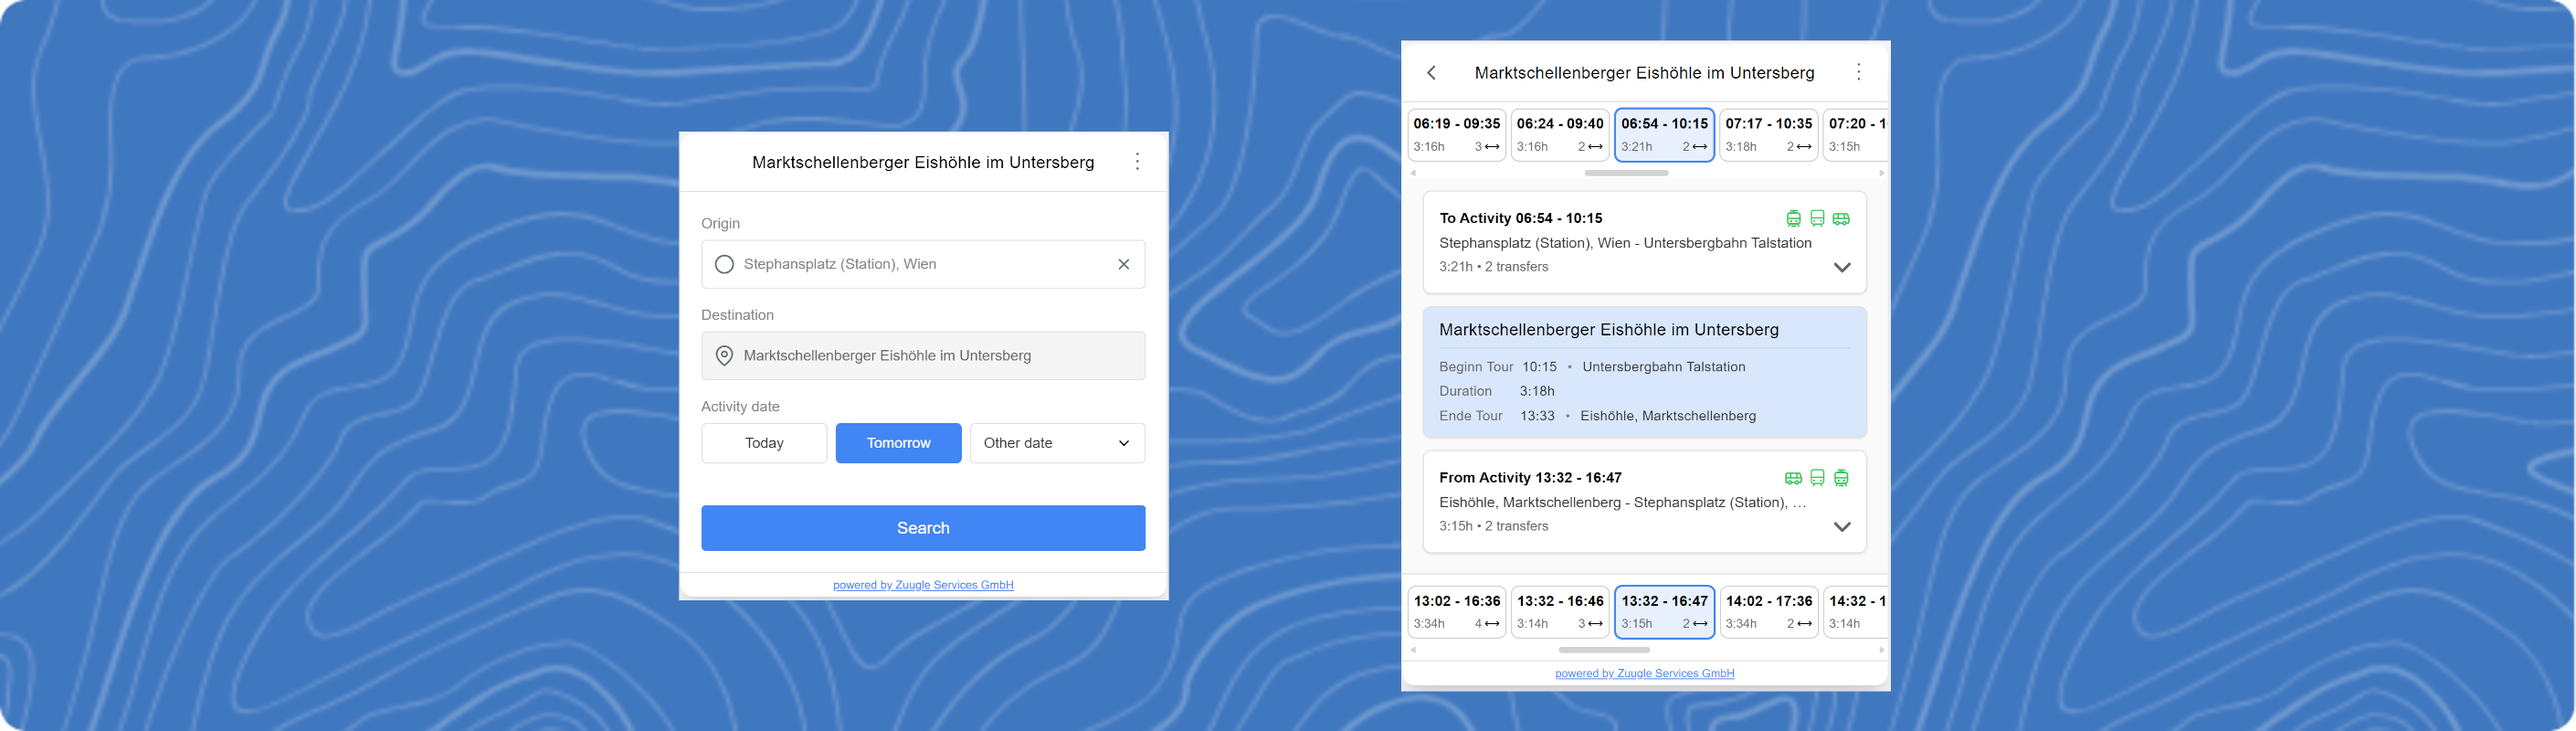 Marktschellenberger Eishöhle im Untersberg
Origin
Stephansplatz (Station), Wien
Destination
Marktschellenberger Eishöhle im Untersberg
Activity date
Today Tomorrow Other date
Search
powered by Zuugle Services GmbH
Marktschellenberger Eishöhle im Untersberg
06:19 - 09:35 06:24 - 09:40 06:54 - 10:15 07:17 - 10:35 07:20 - 1
3:16h 3 3:16h 2 3:21h 2 3:18h 2 3:15h
To Activity 06:54 - 10:15
Stephansplatz (Station), Wien - Untersbergbahn Talstation
3:21h • 2 transfers
Marktschellenberger Eishöhle im Untersberg
Beginn Tour 10:15 • Untersbergbahn Talstation
Duration 3:18h
Ende Tour 13:33 • Eishöhle, Marktschellenberg
From Activity 13:32 - 16:47
Eishöhle, Marktschellenberg - Stephansplatz (Station), ...
3:15h • 2 transfers
13:02 - 16:36 13:32 - 16:46 13:32 - 16:47 14:02 - 17:36 14:32 - 1
3:34h 4 3:14h 3 3:15h 2 3:34h 2 3:14h
powered by Zuugle Services GmbH